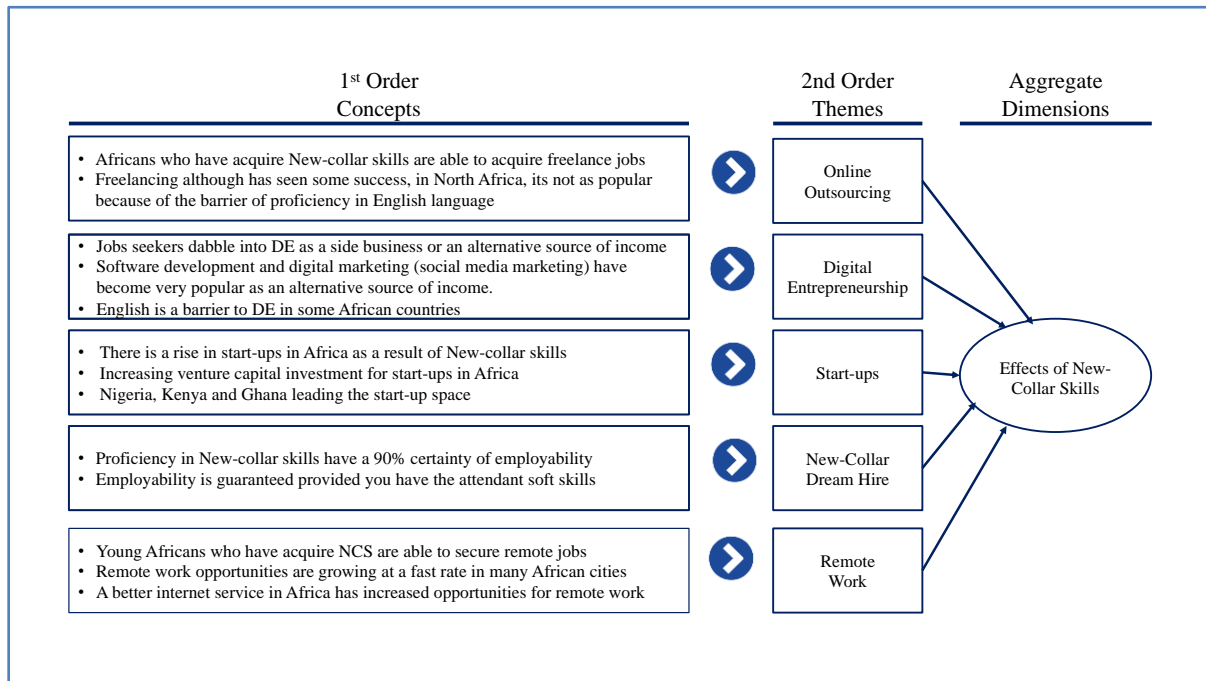 1st Order
Concepts
2nd Order
Themes
Aggregate
Dimensions
• Africans who have acquire New-collar skills are able to acquire freelance jobs
• Freelancing although has seen some success, in North Africa, its not as popular
because of the barrier of proficiency in English language
Online
Outsourcing
• Jobs seekers dabble into DE as a side business or an alternative source of income
• Software development and digital marketing (social media marketing) have
become very popular as an alternative source of income.
• English is a barrier to DE in some African countries
Digital
Entrepreneurship
• There is a rise in start-ups in Africa as a result of New-collar skills
• Increasing venture capital investment for start-ups in Africa
• Nigeria, Kenya and Ghana leading the start-up space
Start-ups
Effects of New-
Collar Skills
• Proficiency in New-collar skills have a 90% certainty of employability
• Employability is guaranteed provided you have the attendant soft skills
New-Collar
Dream Hire
• Young Africans who have acquire NCS are able to secure remote jobs
• Remote work opportunities are growing at a fast rate in many African cities
• A better internet service in Africa has increased opportunities for remote work
Remote
Work